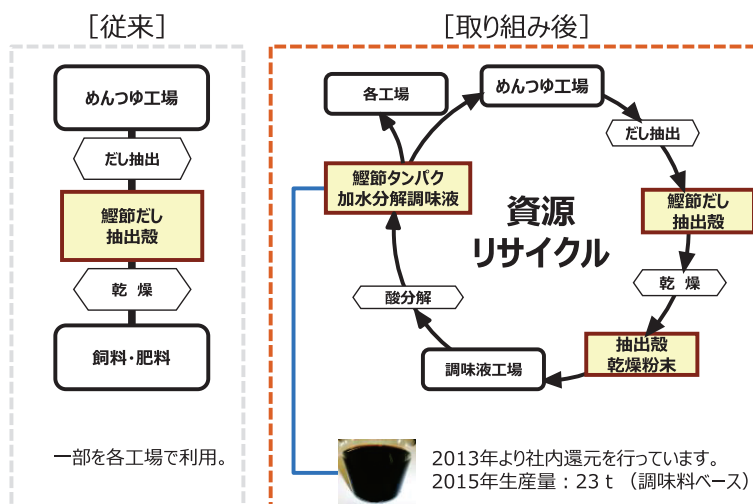 [従来]
めんつゆ工場
だし抽出
鰹節だし
抽出殻
乾 燥
飼料・肥料
一部を各工場で利用。
[取り組み後]
各工場
めんつゆ工場
だし抽出
鰹節タンパク
加水分解調味液
鰹節だし
抽出殻
資源
リサイクル
乾 燥
酸分解
抽出殻
乾燥粉末
調味液工場
2013年より社内還元を行っています。
2015年生産量：23ｔ（調味料ベース）